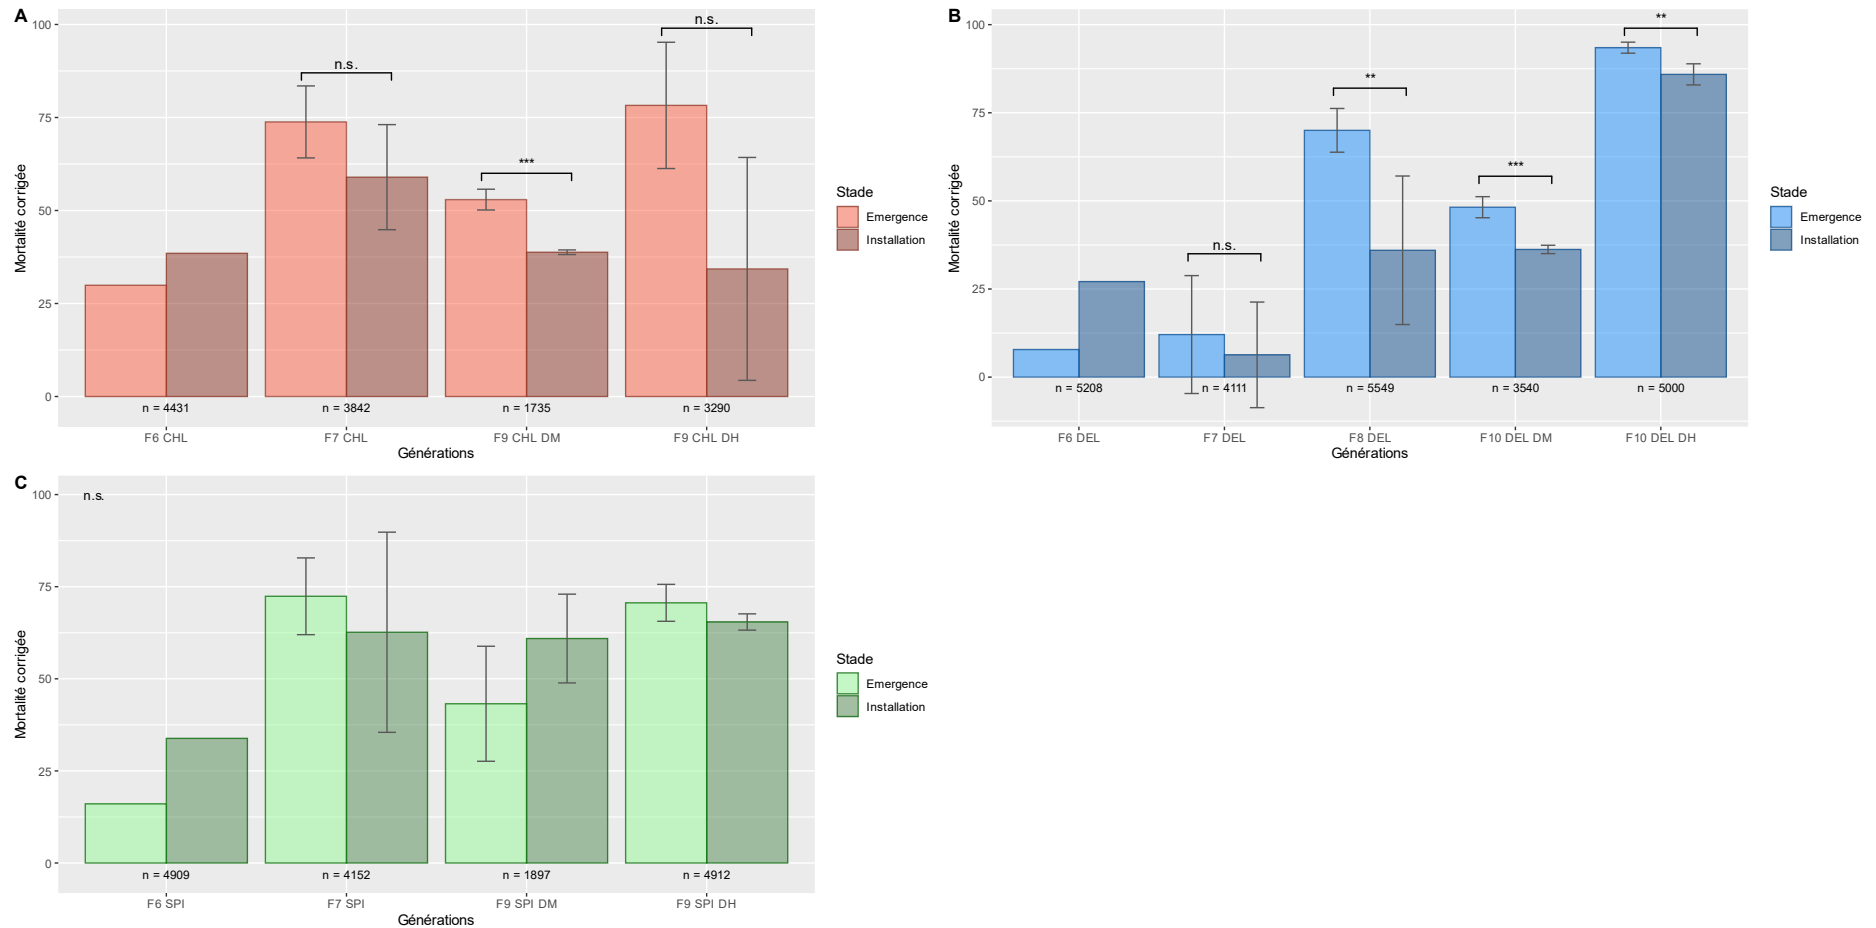 A
100
75
50
25
0
Mortalité corrigée
n.s.
***
n.s.
n = 4431
n = 3842
n = 1735
n = 3290
F6 CHL
F7 CHL
F9 CHL DM
F9 CHL DH
Générations
Stade
Emergence
Installation
B
100
75
50
25
0
Mortalité corrigée
n.s.
**
***
**
n = 5208
n = 4111
n = 5549
n = 3540
n = 5000
F6 DEL
F7 DEL
F8 DEL
F10 DEL DM
F10 DEL DH
Générations
Stade
Emergence
Installation
C
100
75
50
25
0
Mortalité corrigée
n.s.
n = 4909
n = 4152
n = 1897
n = 4912
F6 SPI
F7 SPI
F9 SPI DM
F9 SPI DH
Générations
Stade
Emergence
Installation